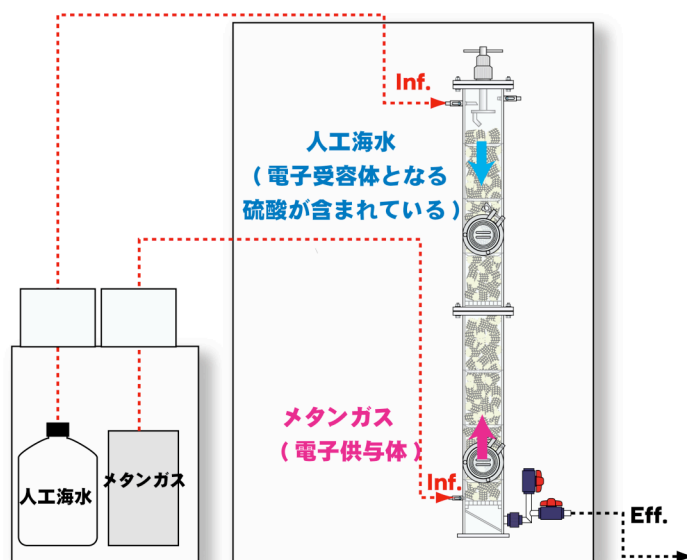 Inf.
人工海水
( 電子受容体となる
硫酸が含まれている )
メタンガス
( 電子供与体 )
Inf.
人工海水
メタンガス
Eff.